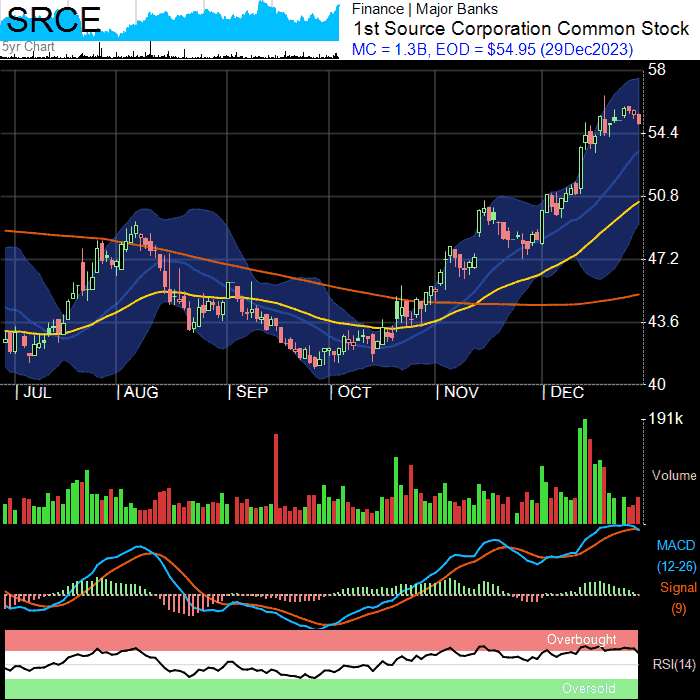 SRCE
5yr Chart
Finance | Major Banks
1st Source Corporation Common Stock
MC = 1.3B, EOD = $54.95 (29Dec2023)
58
54.4
50.8
47.2
43.6
40
JUL AUG SEP OCT NOV DEC
191k
Volume
MACD
(12-26)
Signal
(9)
Overbought
RSI(14)
Oversold